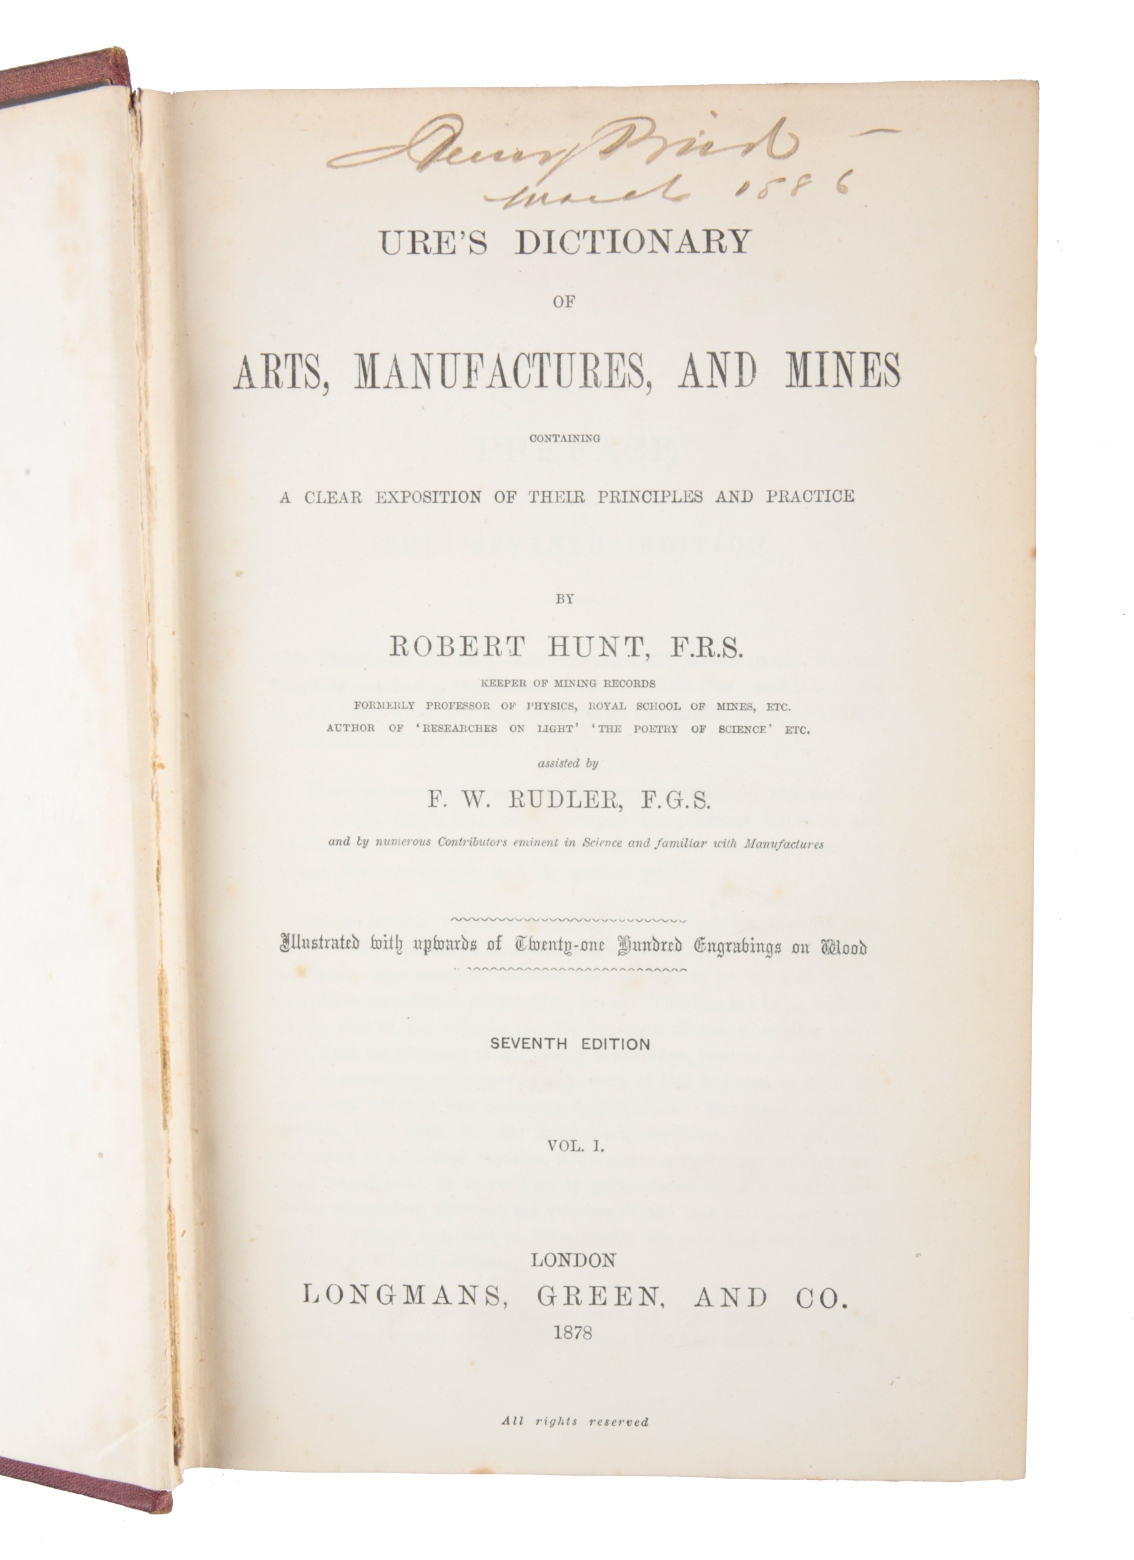 Henry
March 1886
URE'S DICTIONARY
OF
ARTS, MANUFACTURES, AND MINES
CONTAINING
A CLEAR EXPOSITION OF THEIR PRINCIPLES AND PRACTICE
BY
ROBERT HUNT, F.R.S.
KEEPER OF MINING RECORDS
FORMERLY PROFESSOR OF PHYSICS, ROYAL SCHOOL OF MINES, ETC.
AUTHOR OF 'RESEARCHES ON LIGHT' 'THE POETRY OF SCIENCE' ETC.
assisted by
F. W. RUDLER, F.G.S.
and by numerous Contributors eminent in Science and familiar with Manufactures
Illustrated with upwards of Twenty-one Hundred Engravings on Wood
SEVENTH EDITION
VOL. I.
LONDON
LONGMANS, GREEN, AND CO.
1878
All rights reserved